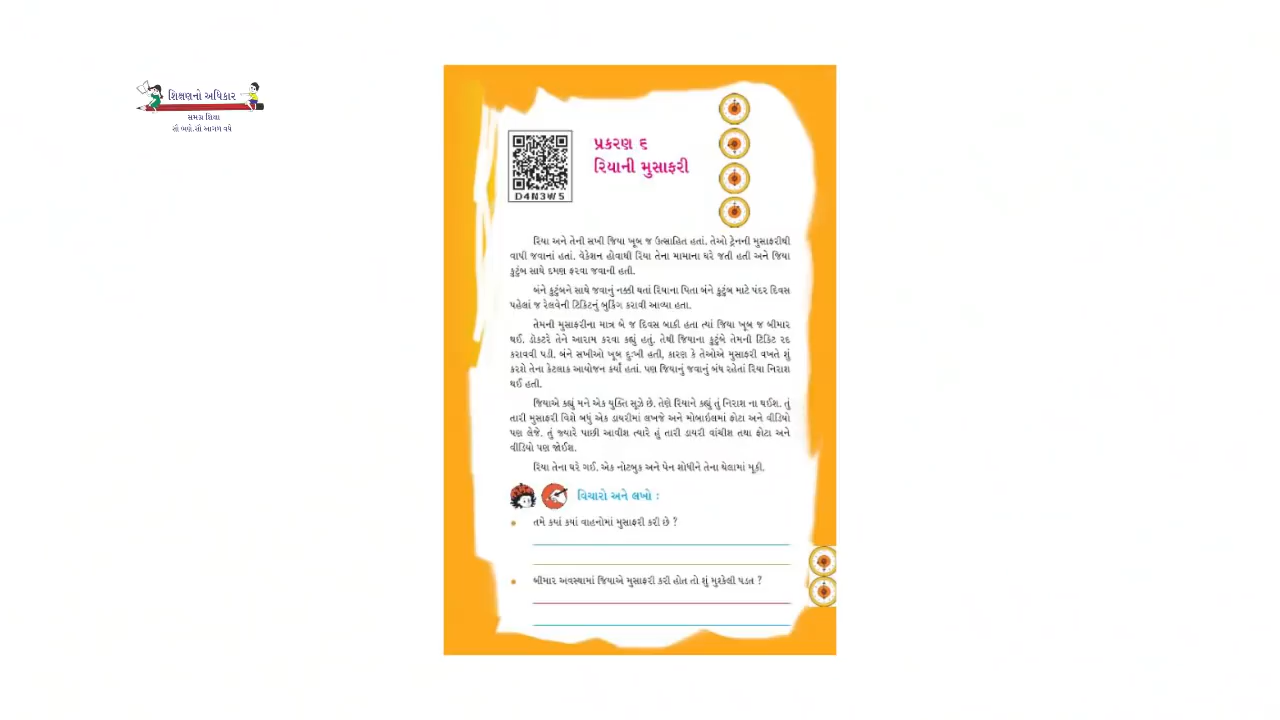 શિક્ષણનો અધિકાર
સમગ્ર શિક્ષા
સૌ ભણે.સૌ આગળ વધે
D4N3W5
પ્રકરણ ૬
રિયાની મુસાફરી
રિયા અને તેની સખી જિયા ખૂબ જ ઉત્સાહિત હતાં. તેઓ ટ્રેનની મુસાફરીથી
વાપી જવાનાં હતાં. વેકેશન હોવાથી રિયા તેના મામાના ઘરે જતી હતી અને જિયા
કુટુંબ સાથે દમણ ફરવા જવાની હતી.
બંને કુટુંબને સાથે જવાનું નક્કી થતાં રિયાના પિતા બંને કુટુંબ માટે પંદર દિવસ
પહેલાં જ રેલવેની ટિકિટનું બુકિંગ કરાવી આવ્યા હતા.
તેમની મુસાફરીના માત્ર બે જ દિવસ બાકી હતા ત્યાં જિયા ખૂબ જ બીમાર
થઈ. ડૉકટરે તેને આરામ કરવા કહ્યું હતું. તેથી જિયાના કુટુંબે તેમની ટિકિટ રદ
કરાવવી પડી. બંને સખીઓ ખૂબ દુઃખી હતી, કારણ કે તેઓએ મુસાફરી વખતે શું
કરશે તેના કેટલાક આયોજન કર્યાં હતાં. પણ જિયાનું જવાનું બંધ રહેતાં રિયા નિરાશ
થઈ હતી.
જિયાએ કહ્યું મને એક યુક્તિ સૂઝે છે. તેણે રિયાને કહ્યું તું નિરાશ ના થઈશ. તું
તારી મુસાફરી વિશે બધું એક ડાયરીમાં લખજે અને મોબાઇલમાં ફોટા અને વીડિયો
પણ લેજે. તું જ્યારે પાછી આવીશ ત્યારે હું તારી ડાયરી વાંચીશ તથા ફોટા અને
વીડિયો પણ જોઈશ.
રિયા તેના ઘરે ગઈ. એક નોટબુક અને પેન શોધીને તેના થેલામાં મૂકી.
વિચારો અને લખો :
તમે કયાં કયાં વાહનોમાં મુસાફરી કરી છે ?
બીમાર અવસ્થામાં જિયાએ મુસાફરી કરી હોત તો શું મુશ્કેલી પડત ?